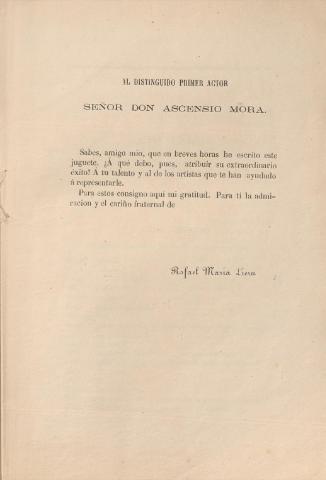 AL DISTINGUIDO PRIMER ACTOR
SEÑOR DON ASCENSIO MORA.
Sabes, amigo mio, que en breves horas he escrito este
juguete. ¿A qué debo, pues, atribuir su extraordinario
éxito? A tu talento y al de los artistas que te han ayudado
á representarle.
Para estos consigno aquí mi gratitud. Para tí la admi-
racion y el cariño fraternal de
Rafael María Liern